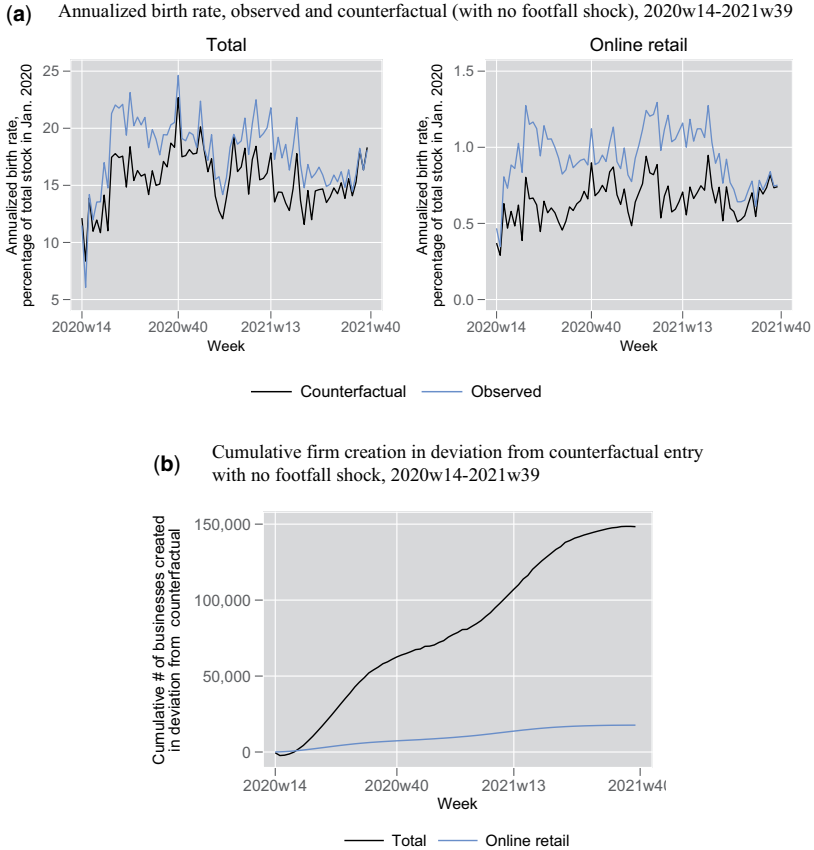 (a) Annualized birth rate, observed and counterfactual (with no footfall shock), 2020w14-2021w39
Total
Annualized birth rate,
percentage of total stock in Jan. 2020
25
20
15
10
5
2020w14 2020w40 2021w13 2021w40
Week
Online retail
Annualized birth rate,
percentage of total stock in Jan. 2020
1.5
1.0
0.5
0.0
2020w14 2020w40 2021w13 2021w40
Week
Counterfactual Observed
(b) Cumulative firm creation in deviation from counterfactual entry
with no footfall shock, 2020w14-2021w39
Cumulative # of businesses created
in deviation from counterfactual
150,000
100,000
50,000
0
2020w14 2020w40 2021w13 2021w4
Week
Total Online retail